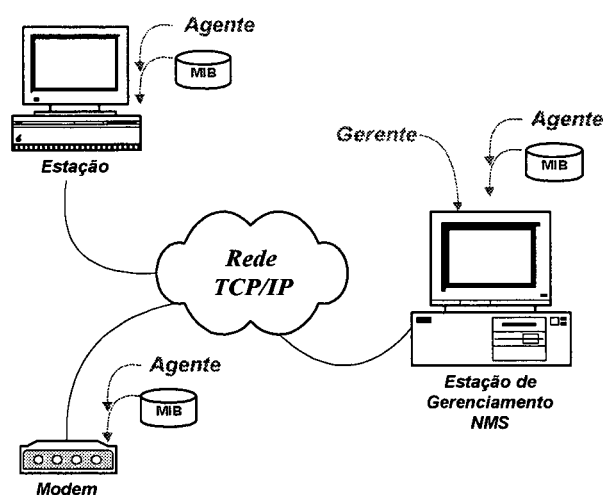 Agente
MIB
Estação
Gerente
Agente
MIB
Rede
TCP/IP
Agente
MIB
Modem
Estação de
Gerenciamento
NMS